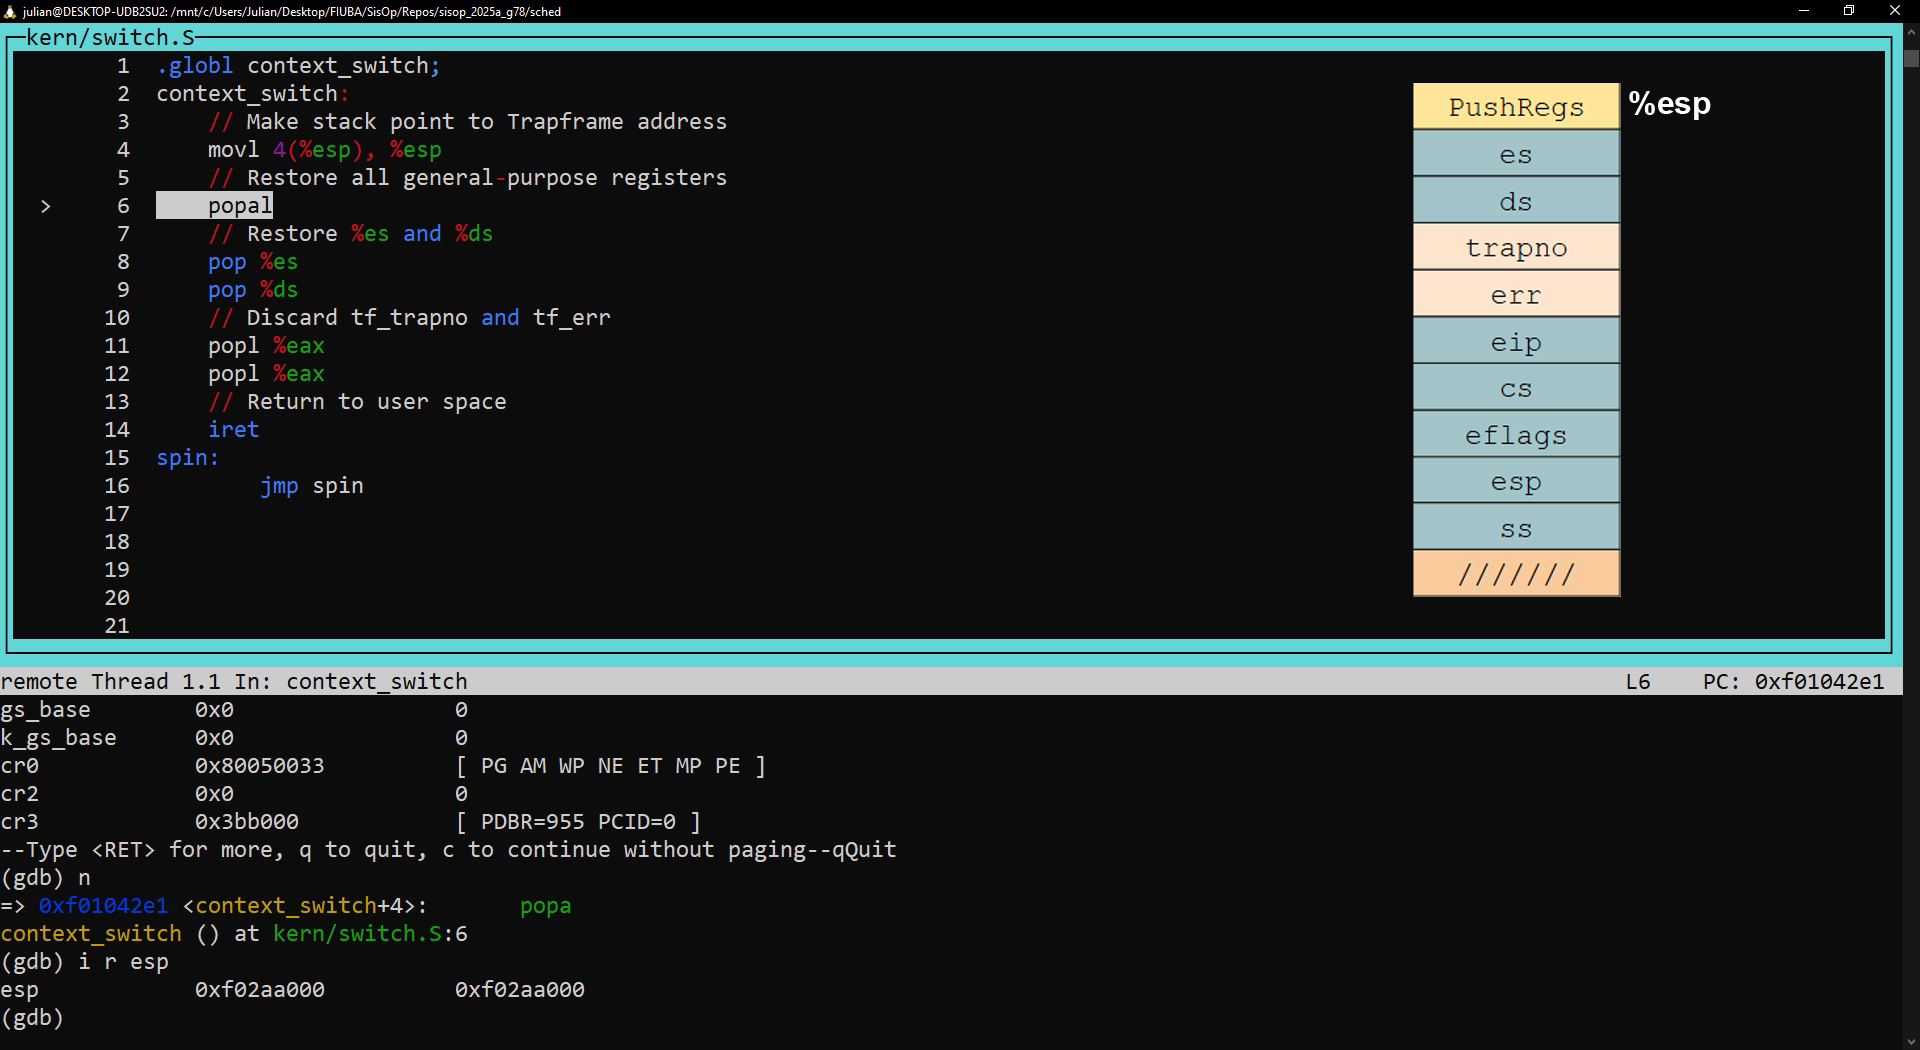 julian@DESKTOP-UDB2SU2: /mnt/c/Users/Julian/Desktop/FIUBA/SisOp/Repos/sisop_2025a_g78/sched
kern/switch.S
1 .globl context_switch;
2 context_switch:
3 // Make stack point to Trapframe address
4 movl 4(%esp), %esp
5 // Restore all general-purpose registers
> 6 popal
7 // Restore %es and %ds
8 pop %es
9 pop %ds
10 // Discard tf_trapno and tf_err
11 popl %eax
12 popl %eax
13 // Return to user space
14 iret
15 spin:
16 jmp spin
17
18
19
20
21
PushRegs %esp
es
ds
trapno
err
eip
cs
eflags
esp
ss
///////
remote Thread 1.1 In: context_switch L6 PC: 0xf01042e1
gs_base 0x0 0
k_gs_base 0x0 0
cr0 0x80050033 [ PG AM WP NE ET MP PE ]
cr2 0x0 0
cr3 0x3bb000 [ PDBR=955 PCID=0 ]
--Type <RET> for more, q to quit, c to continue without paging--qQuit
(gdb) n
=> 0xf01042e1 <context_switch+4>: popa
context_switch () at kern/switch.S:6
(gdb) i r esp
esp 0xf02aa000 0xf02aa000
(gdb)